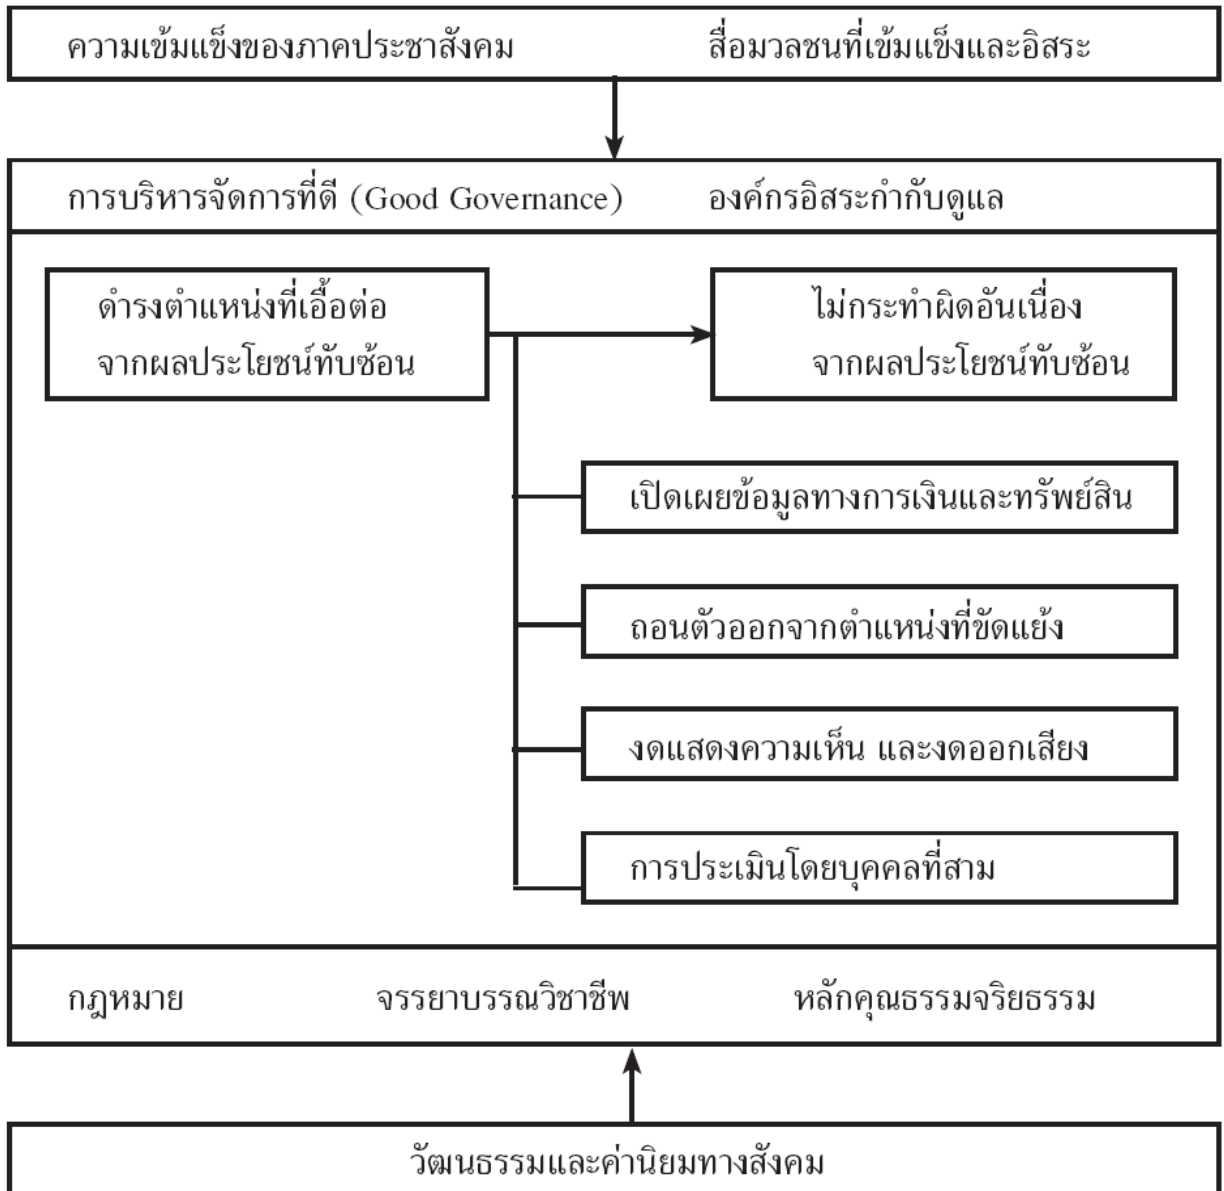 ความเข้มแข็งของภาคประชาสังคม สื่อมวลชนที่เข้มแข็งและอิสระ
การบริหารจัดการที่ดี (Good Governance) องค์กรอิสระกำกับดูแล
ดำรงตำแหน่งที่เอื้อต่อ
จากผลประโยชน์ทับซ้อน
ไม่กระทำผิดอันเนื่อง
จากผลประโยชน์ทับซ้อน
เปิดเผยข้อมูลทางการเงินและทรัพย์สิน
ถอนตัวออกจากตำแหน่งที่ขัดแย้ง
งดแสดงความเห็น และงดออกเสียง
การประเมินโดยบุคคลที่สาม
กฎหมาย จรรยาบรรณวิชาชีพ หลักคุณธรรมจริยธรรม
วัฒนธรรมและค่านิยมทางสังคม